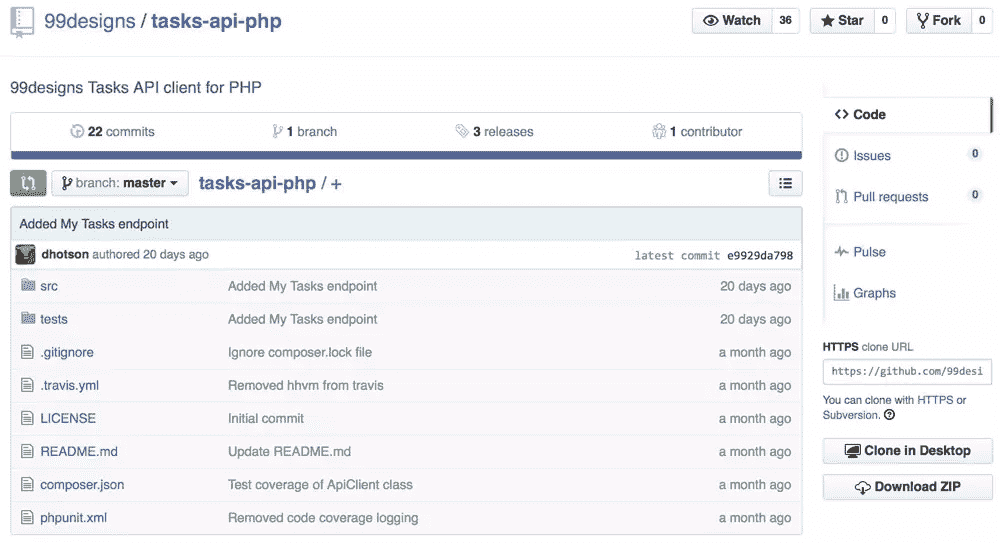 99designs / tasks-api-php
Watch 36
Star 0
Fork 0
99designs Tasks API client for PHP
22 commits
1 branch
3 releases
1 contributor
branch: master
tasks-api-php / +
Added My Tasks endpoint
dhotson authored 20 days ago
latest commit e9929da798
src Added My Tasks endpoint 20 days ago
tests Added My Tasks endpoint 20 days ago
.gitignore Ignore composer.lock file a month ago
.travis.yml Removed hhvm from travis a month ago
LICENSE Initial commit a month ago
README.md Update README.md a month ago
composer.json Test coverage of ApiClient class a month ago
phpunit.xml Removed code coverage logging a month ago
Code
Issues 0
Pull requests 0
Pulse
Graphs
HTTPS clone URL
https://github.com/99desi
You can clone with HTTPS or
Subversion.
Clone in Desktop
Download ZIP